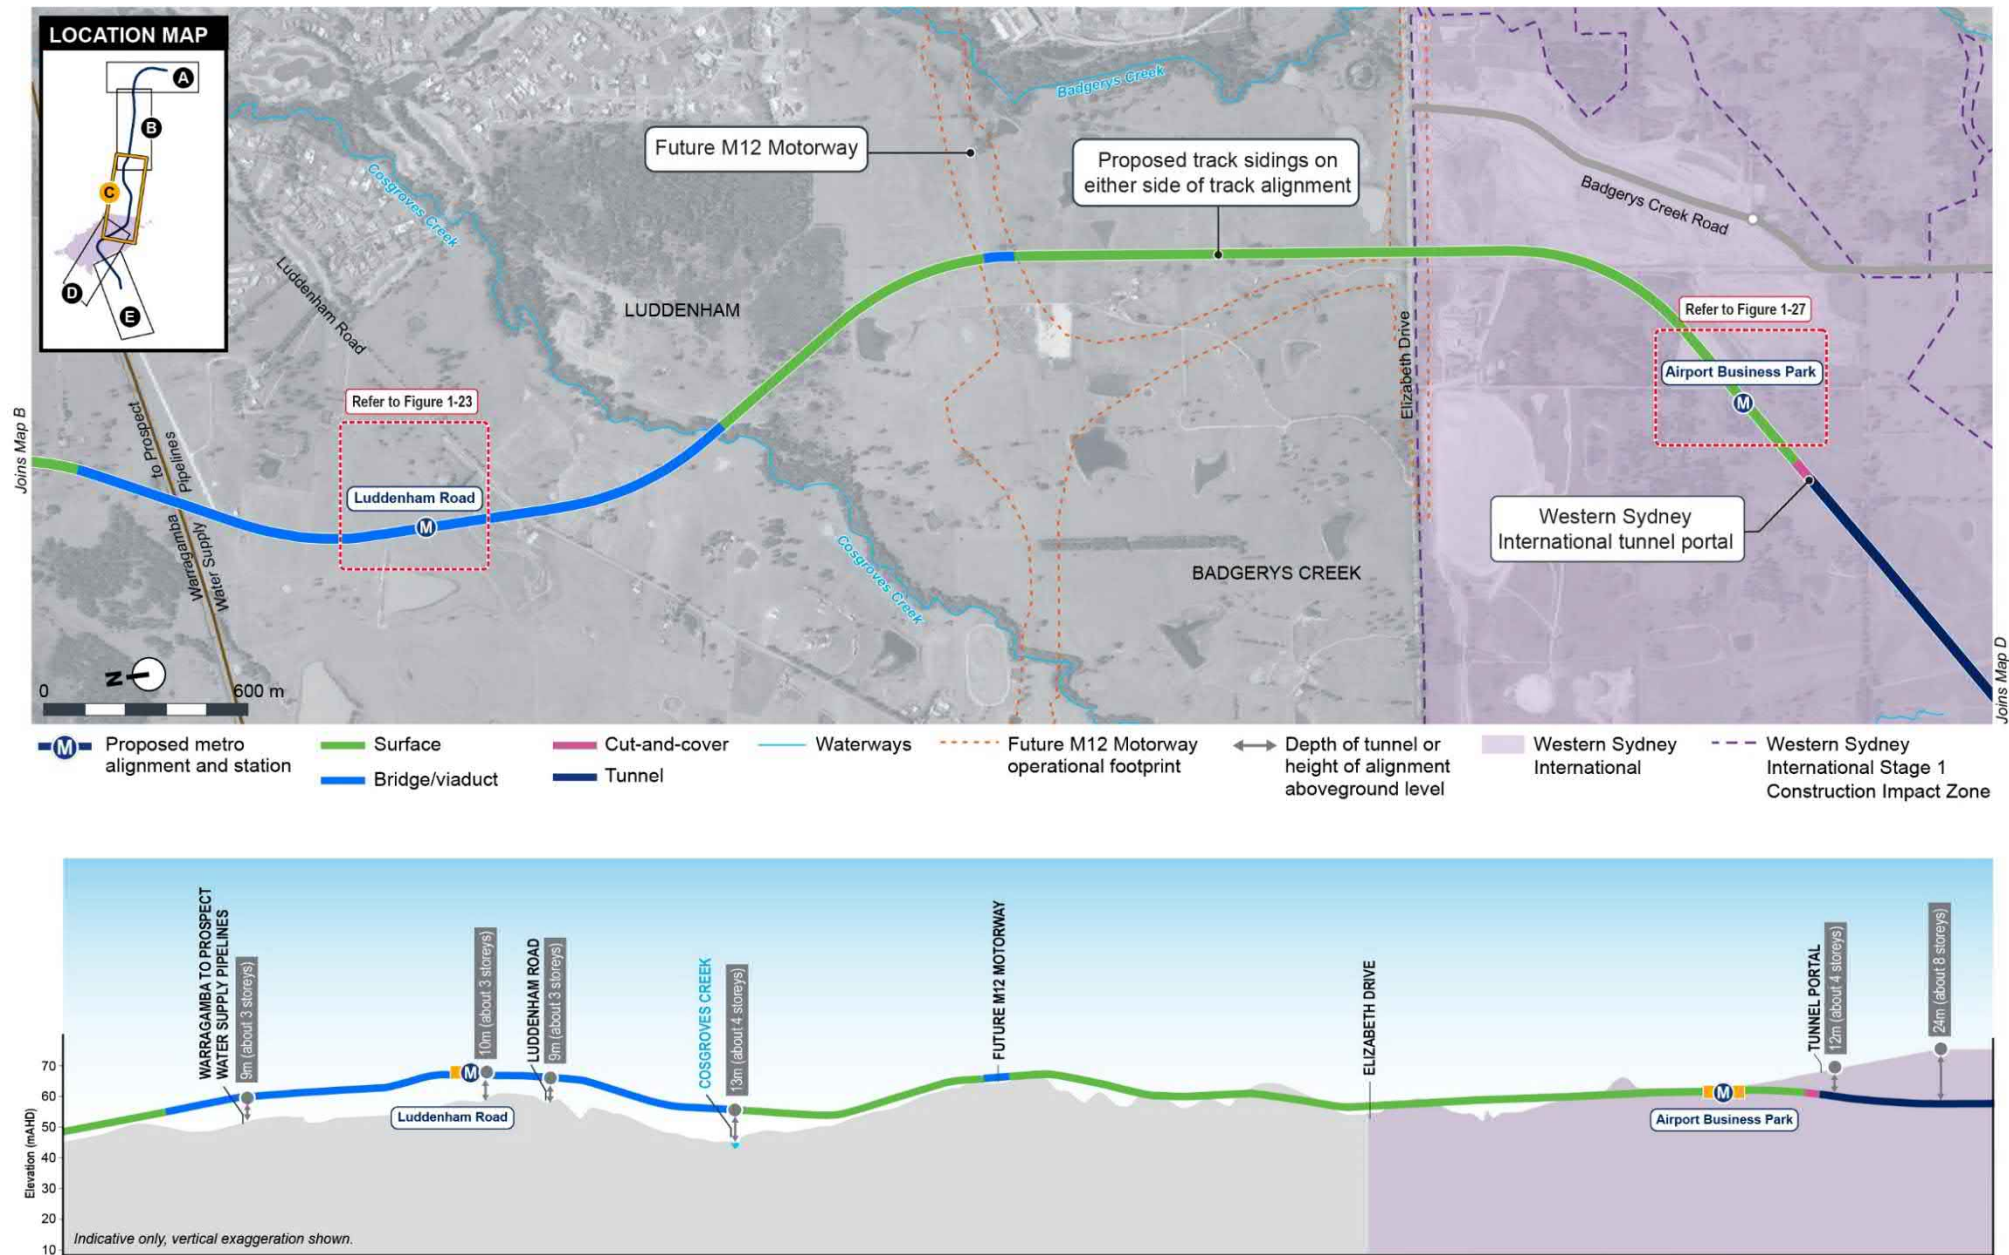 LOCATION MAP
A
B
C
D
E
Future M12 Motorway
Badgerys Creek
Proposed track sidings on
either side of track alignment
Badgerys Creek Road
Cosgroves Creek
Luddenham Road
LUDDENHAM
Elizabeth Drive
Refer to Figure 1-27
Airport Business Park
M
Refer to Figure 1-23
Luddenham Road
M
Warragamba to Prospect
Water Supply Pipelines
Joins Map B
Western Sydney
International tunnel portal
BADGERYS CREEK
Cosgroves Creek
Joins Map D
N
0 600 m
M
Proposed metro
alignment and station
Surface
Bridge/viaduct
Cut-and-cover
Tunnel
Waterways
Future M12 Motorway
operational footprint
Depth of tunnel or
height of alignment
aboveground level
Western Sydney
International
Western Sydney
International Stage 1
Construction Impact Zone
WARRAGAMBA TO PROSPECT
WATER SUPPLY PIPELINES
9m (about 3 storeys)
10m (about 3 storeys)
LUDDENHAM ROAD
9m (about 3 storeys)
COSGROVES CREEK
13m (about 4 storeys)
FUTURE M12 MOTORWAY
ELIZABETH DRIVE
TUNNEL PORTAL
12m (about 4 storeys)
24m (about 8 storeys)
M
Luddenham Road
M
Airport Business Park
Elevation (mAHD)
70
60
50
40
30
20
10
Indicative only, vertical exaggeration shown.